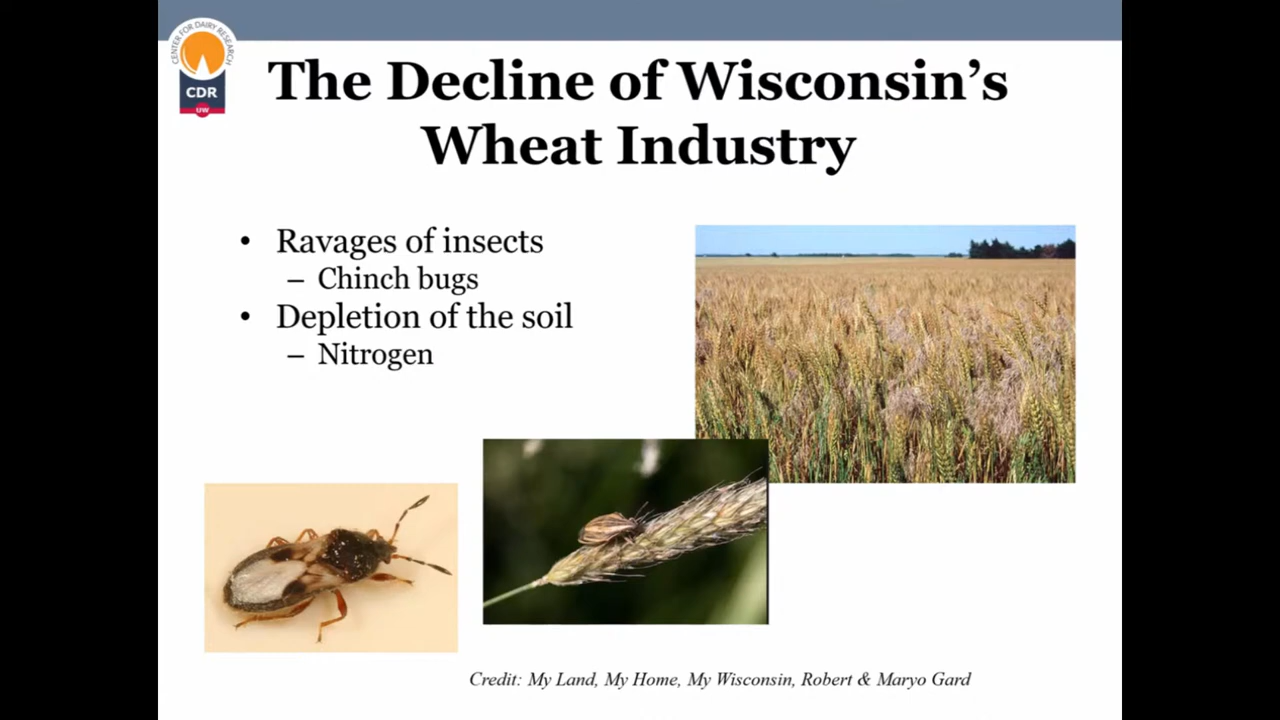 CENTER FOR DAIRY RESEARCH
CDR
UW
The Decline of Wisconsin’s
Wheat Industry
• Ravages of insects
– Chinch bugs
• Depletion of the soil
– Nitrogen
Credit: My Land, My Home, My Wisconsin, Robert & Maryo Gard